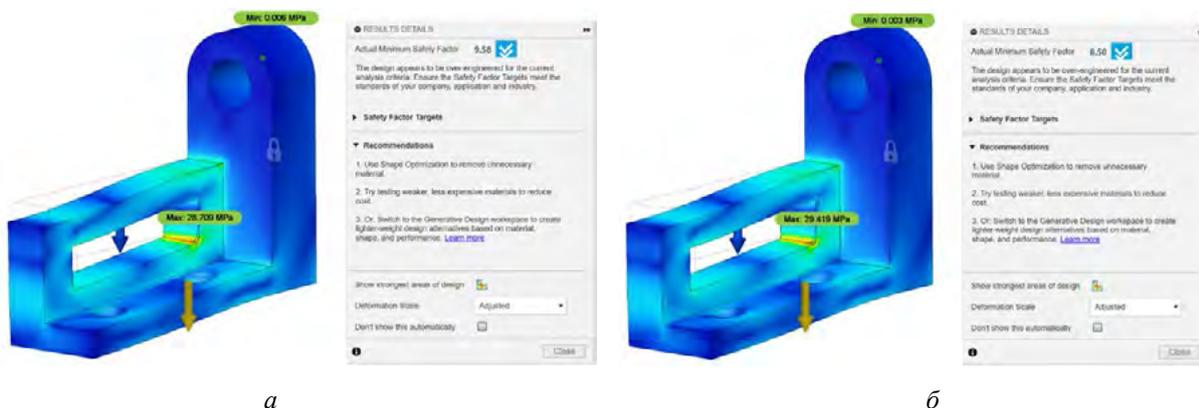 Min: 0.006 MPa
Max: 28.709 MPa
RESULTS DETAILS
Actual Minimum Safety Factor 9.58
The design appears to be over-engineered for the current
analysis criteria. Ensure the Safety Factor Targets meet the
standards of your company, application and industry.
Safety Factor Targets
Recommendations
1. Use Shape Optimization to remove unnecessary
material.
2. Try testing weaker, less expensive materials to reduce
cost.
3. Or: Switch to the Generative Design workspace to create
lighter-weight design alternatives based on material,
shape, and performance. Learn more
Show strongest areas of design
Deformation Scale Adjusted
Don't show this automatically
Close
а
Min: 0.003 MPa
Max: 29.419 MPa
RESULTS DETAILS
Actual Minimum Safety Factor 8.50
The design appears to be over-engineered for the current
analysis criteria. Ensure the Safety Factor Targets meet the
standards of your company, application and industry.
Safety Factor Targets
Recommendations
1. Use Shape Optimization to remove unnecessary
material.
2. Try testing weaker, less expensive materials to reduce
cost.
3. Or: Switch to the Generative Design workspace to create
lighter-weight design alternatives based on material,
shape, and performance. Learn more
Show strongest areas of design
Deformation Scale Adjusted
Don't show this automatically
Close
б